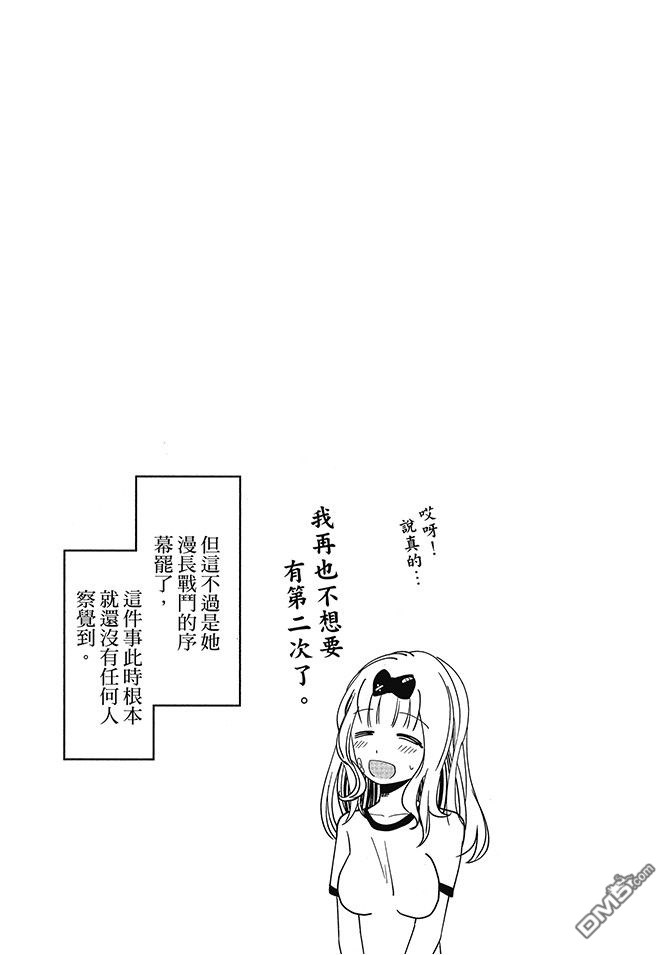 哎呀！
說真的…
我再也不想要
有第二次了。
但這不過是她
漫長戰鬥的序
幕罷了，
這件事此時根本
就還沒有任何人
察覺到。
DM5.com